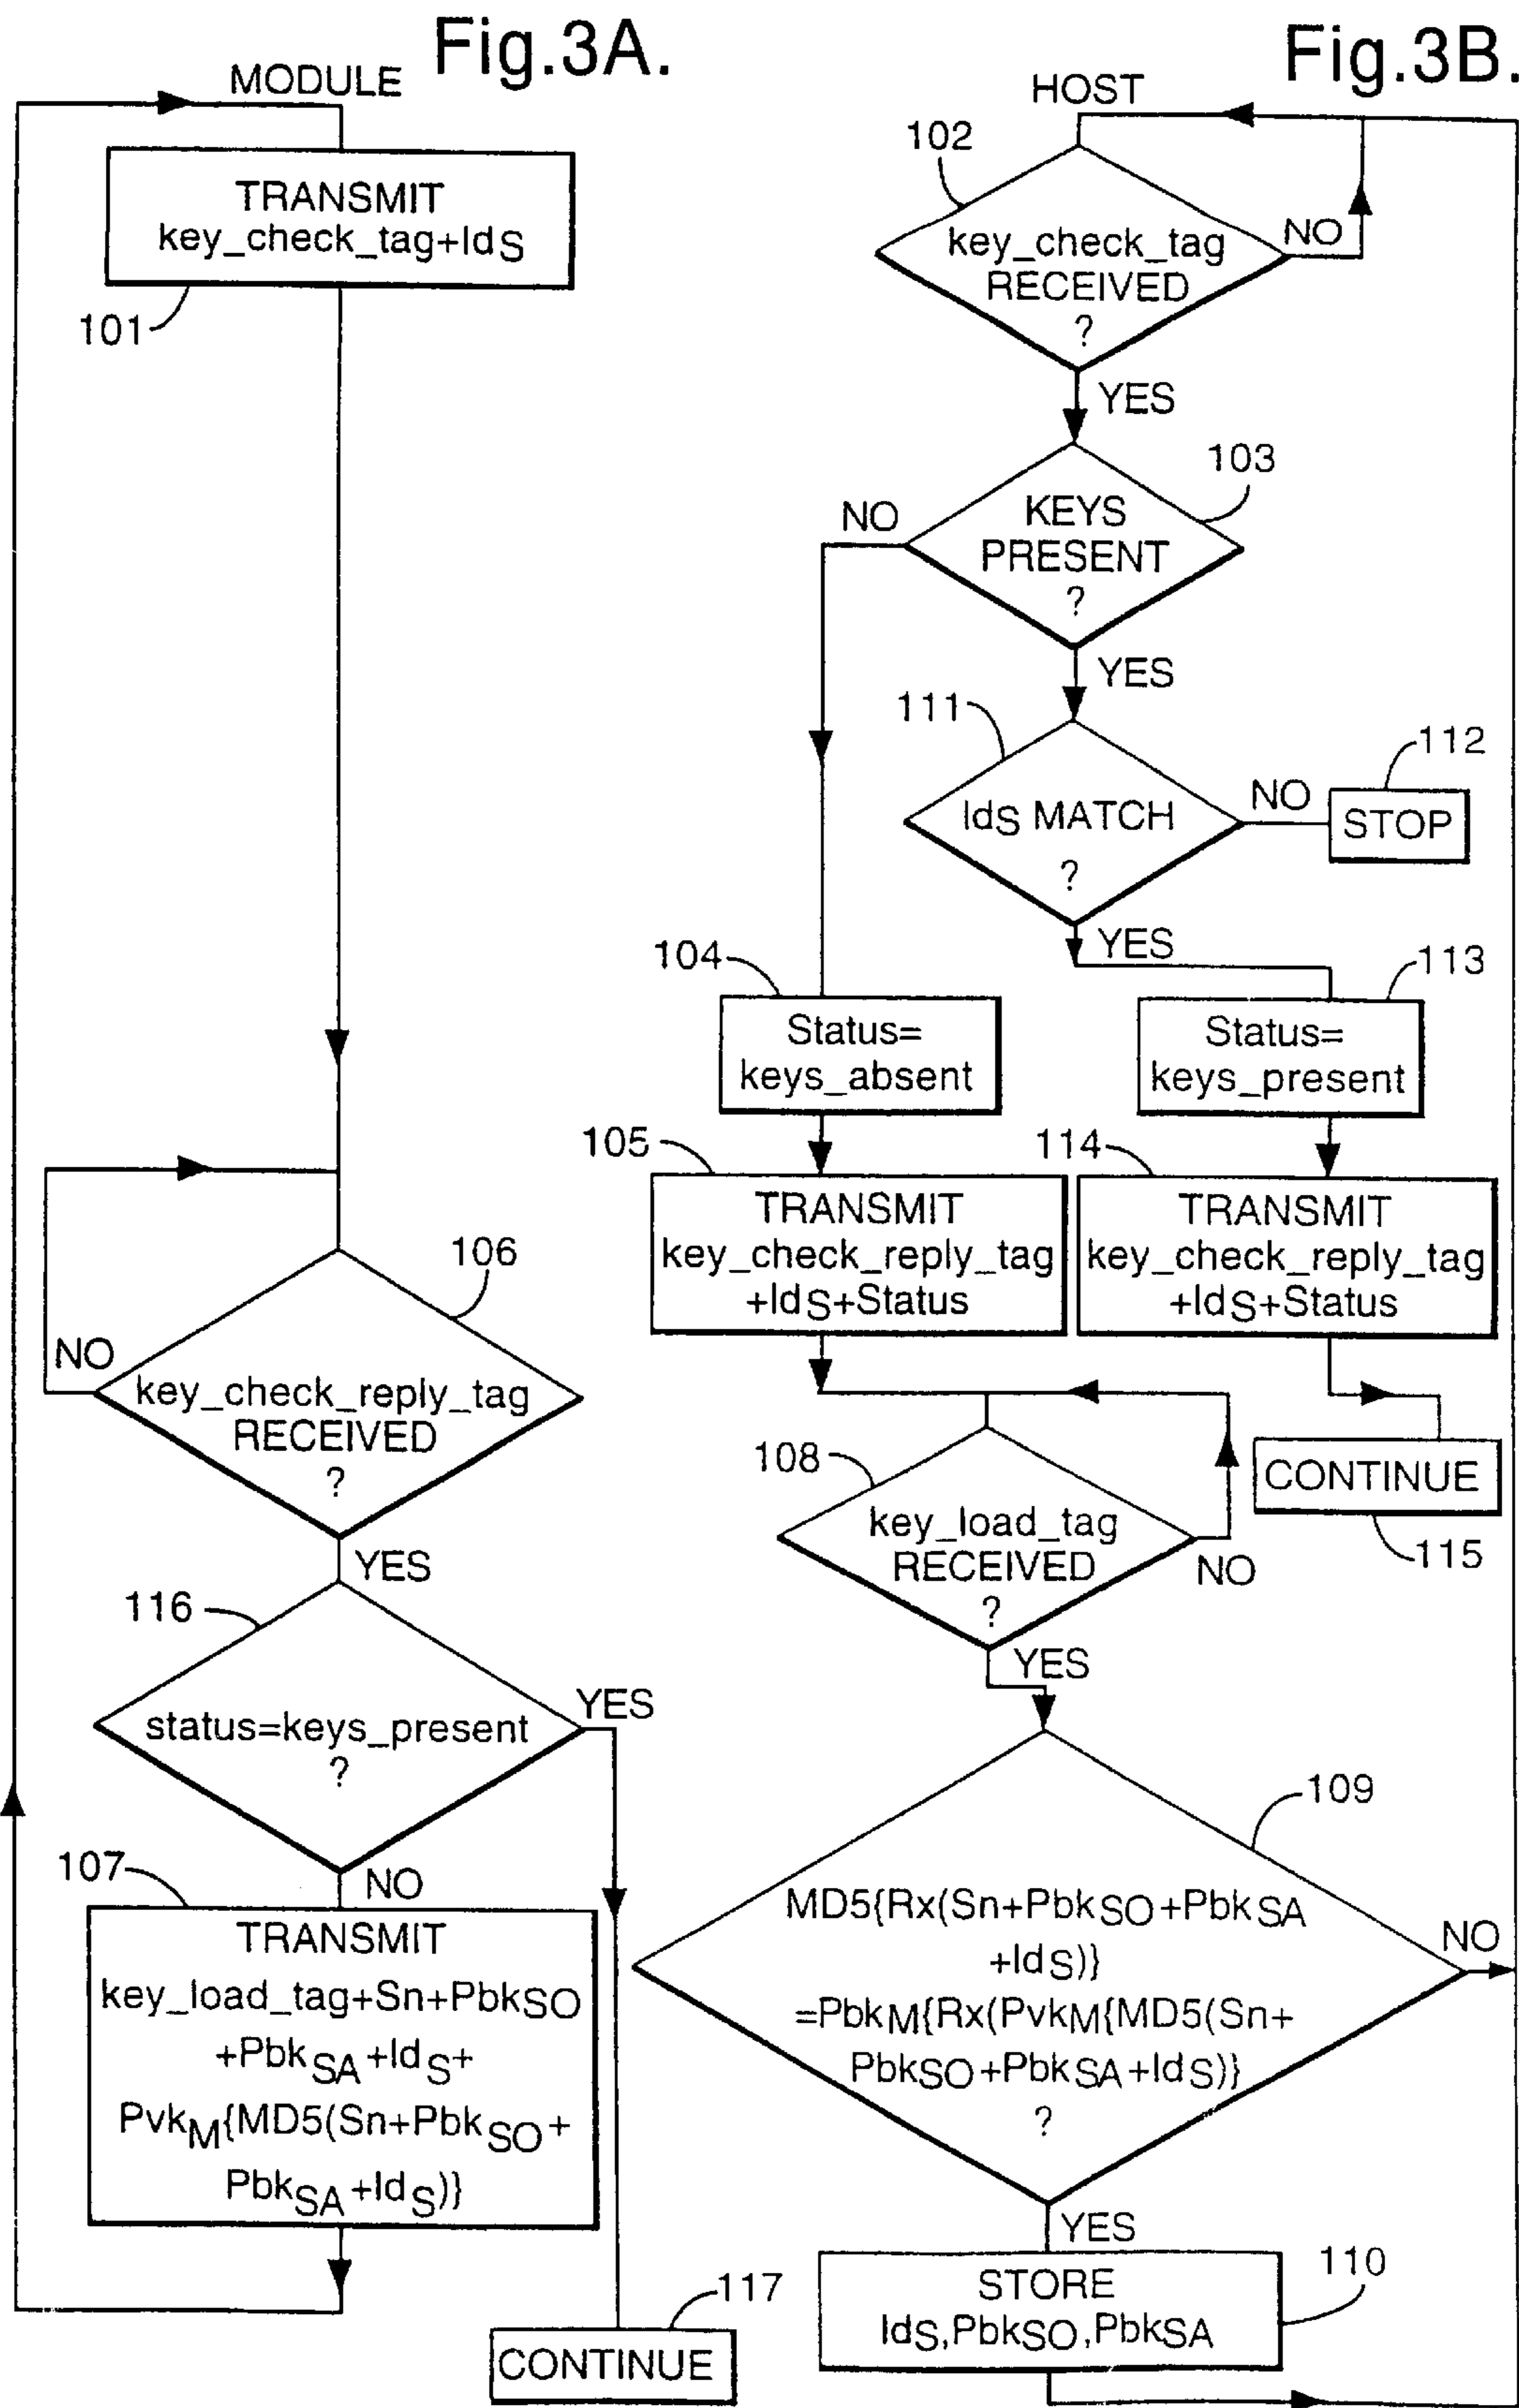 Fig.3A.
MODULE
TRANSMIT
key_check_tag+IdS
101
key_check_reply_tag
RECEIVED
?
106
NO
YES
116
status=keys_present
?
YES
NO
107
TRANSMIT
key_load_tag+Sn+PbkSO
+PbkSA+IdS+
PvkM{MD5(Sn+PbkSO+
PbkSA+IdS)}
117
CONTINUE
Fig.3B.
HOST
102
key_check_tag
RECEIVED
?
NO
YES
103
KEYS
PRESENT
?
NO
YES
111
IdS MATCH
?
NO
112
STOP
YES
104
Status=
keys_absent
113
Status=
keys_present
105
TRANSMIT
key_check_reply_tag
+IdS+Status
114
TRANSMIT
key_check_reply_tag
+IdS+Status
108
key_load_tag
RECEIVED
?
NO
CONTINUE
115
YES
109
MD5{Rx(Sn+PbkSO+PbkSA
+IdS)}
=PbkM{Rx(PvkM{MD5(Sn+
PbkSO+PbkSA+IdS)}
?
NO
YES
110
STORE
IdS,PbkSO,PbkSA